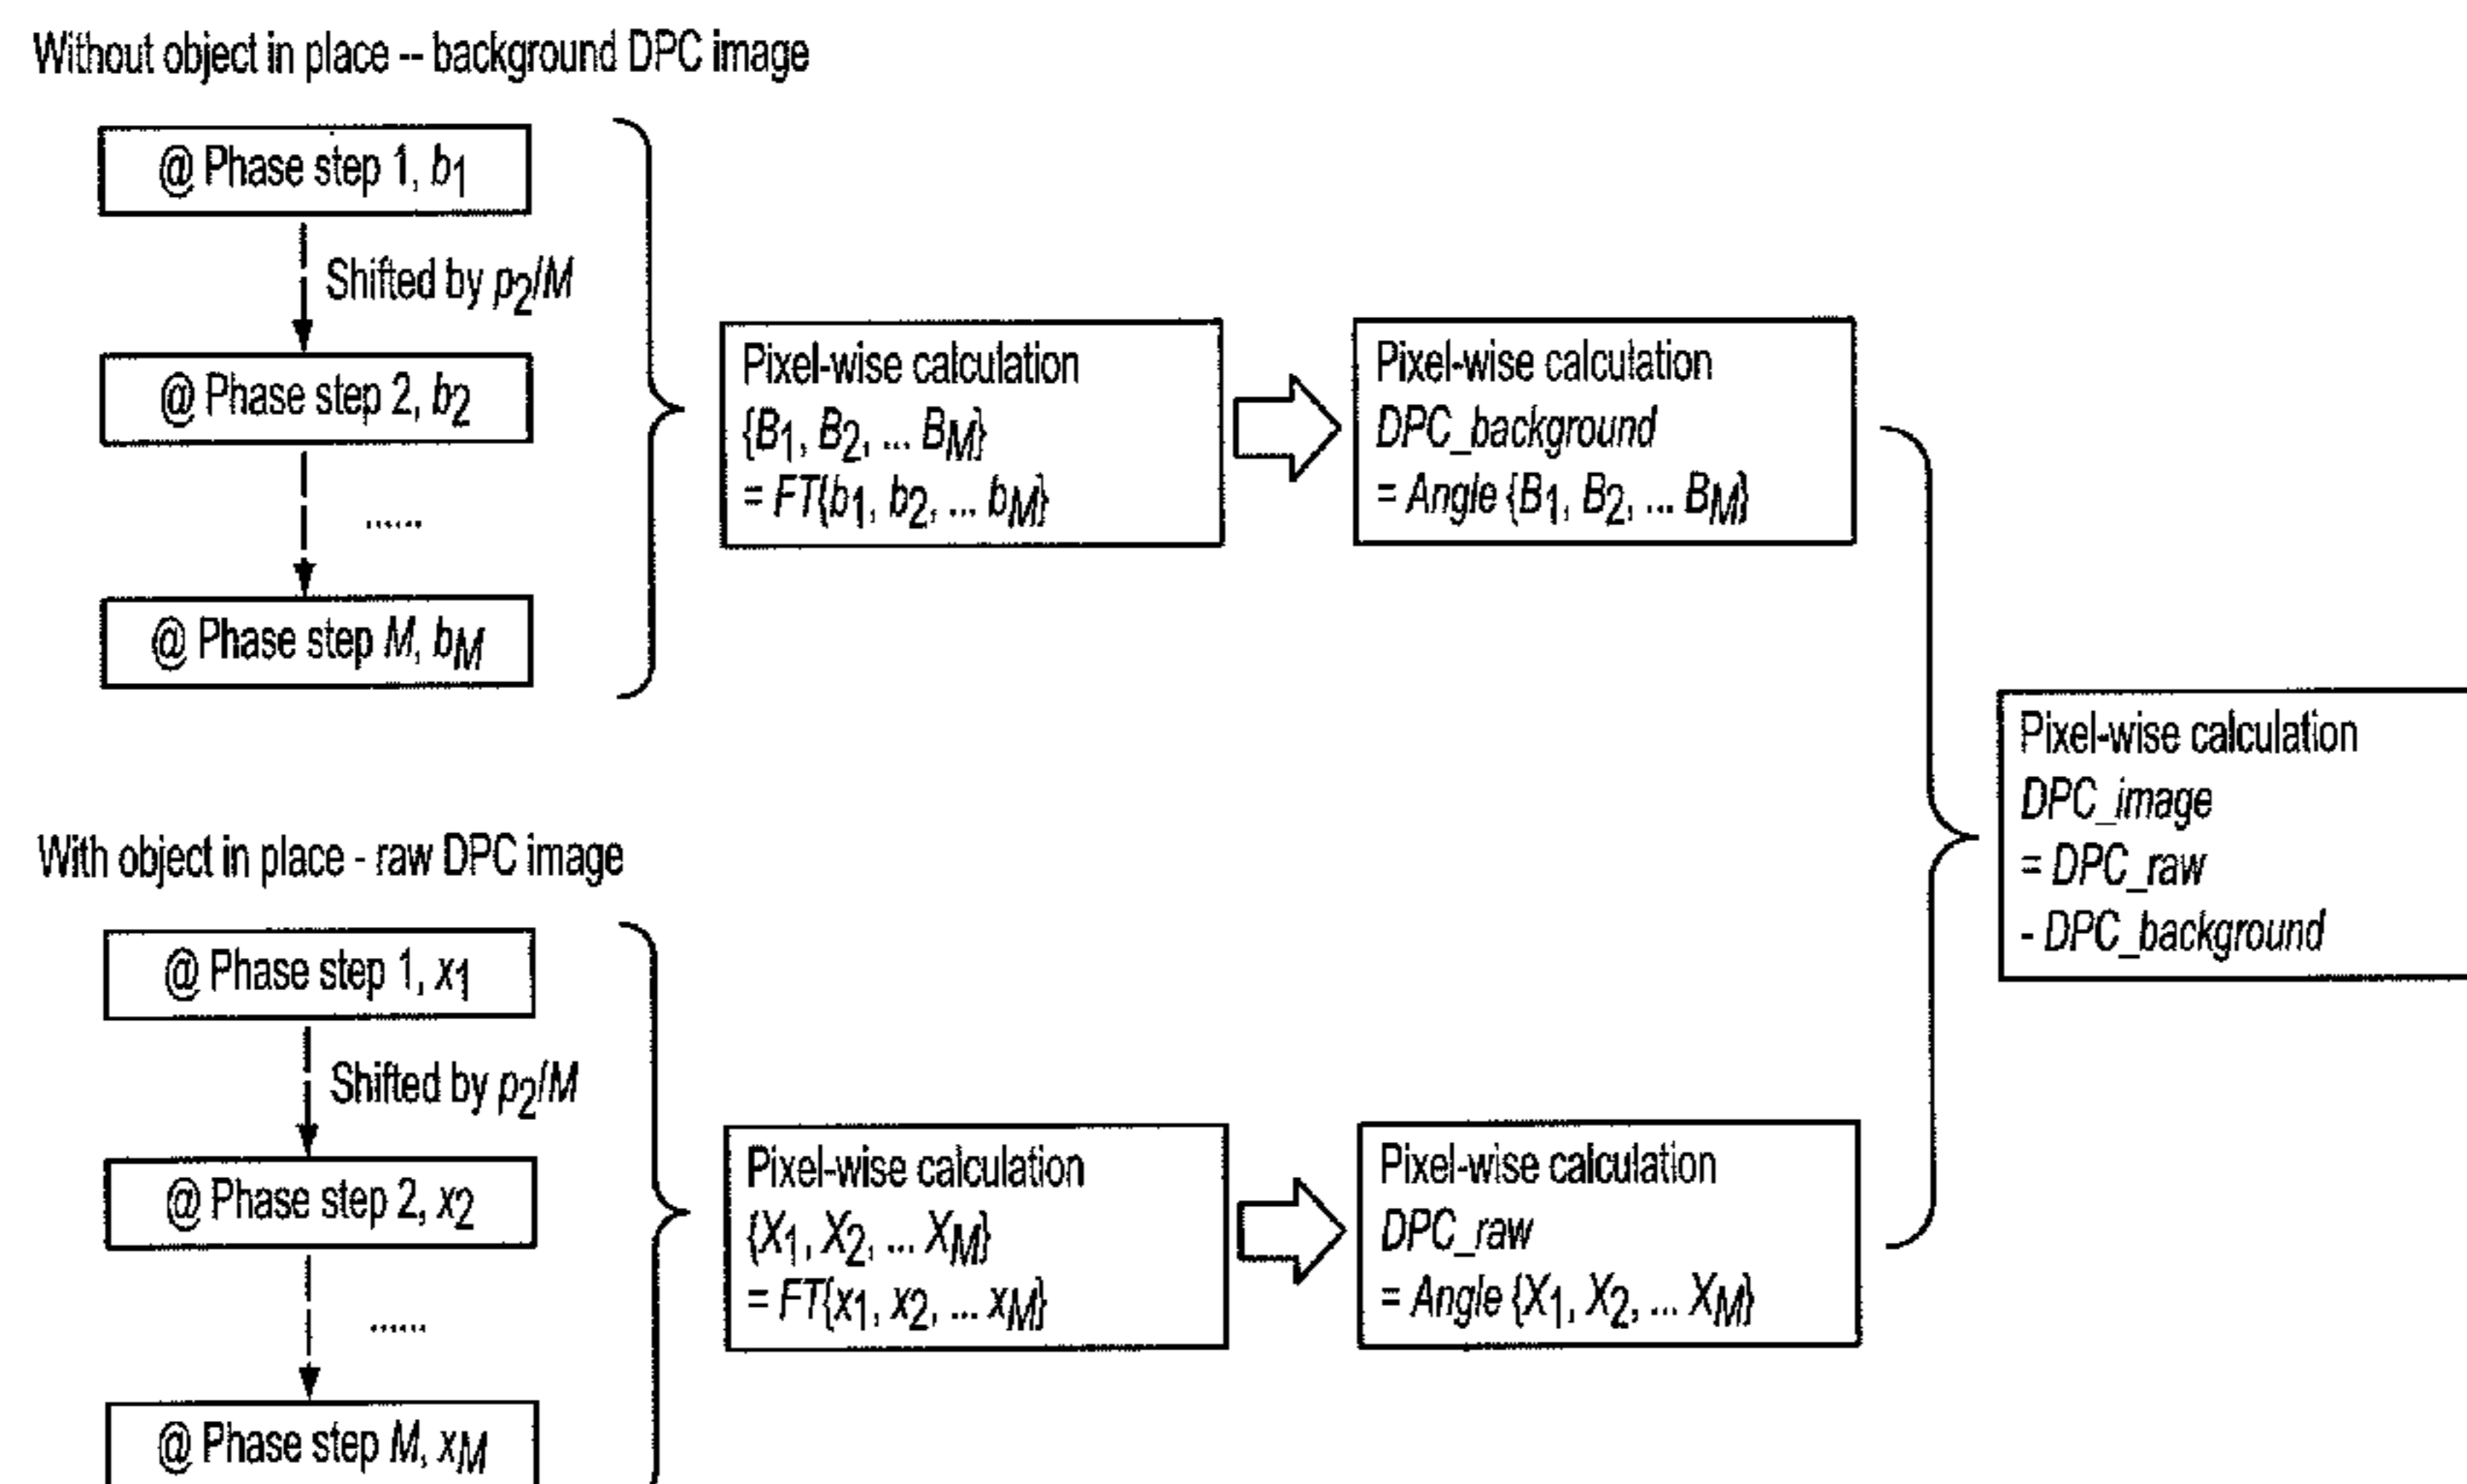 Without object in place -- background DPC image
@ Phase step 1, b1
Shifted by p2/M
@ Phase step 2, b2
......
@ Phase step M, bM
Pixel-wise calculation
{B1, B2, ... BM}
= FT{b1, b2, ... bM}
Pixel-wise calculation
DPC_background
= Angle {B1, B2, ... BM}
With object in place - raw DPC image
@ Phase step 1, x1
Shifted by p2/M
@ Phase step 2, x2
......
@ Phase step M, xM
Pixel-wise calculation
{X1, X2, ... XM}
= FT{x1, x2, ... xM}
Pixel-wise calculation
DPC_raw
= Angle {X1, X2, ... XM}
Pixel-wise calculation
DPC_image
= DPC_raw
- DPC_background